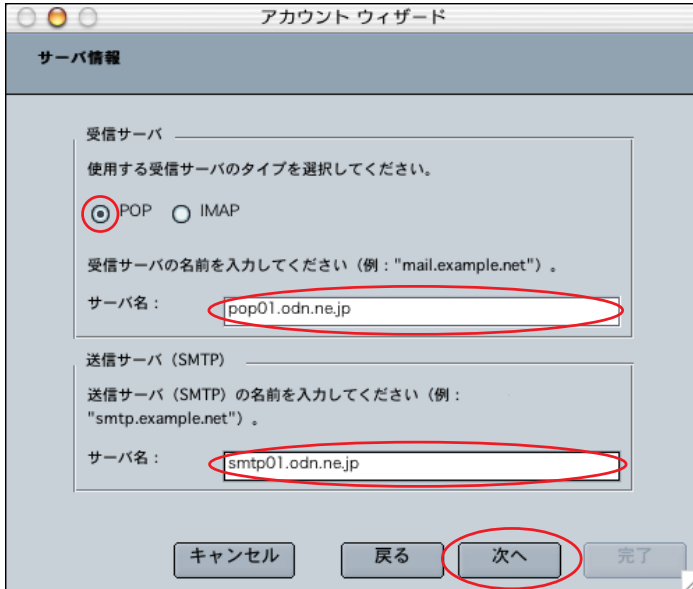 アカウント ウィザード
サーバ情報
受信サーバ
使用する受信サーバのタイプを選択してください。
POP IMAP
受信サーバの名前を入力してください（例："mail.example.net"）。
サーバ名： pop01.odn.ne.jp
送信サーバ（SMTP）
送信サーバ（SMTP）の名前を入力してください（例：
"smtp.example.net"）。
サーバ名： smtp01.odn.ne.jp
キャンセル 戻る 次へ 完了